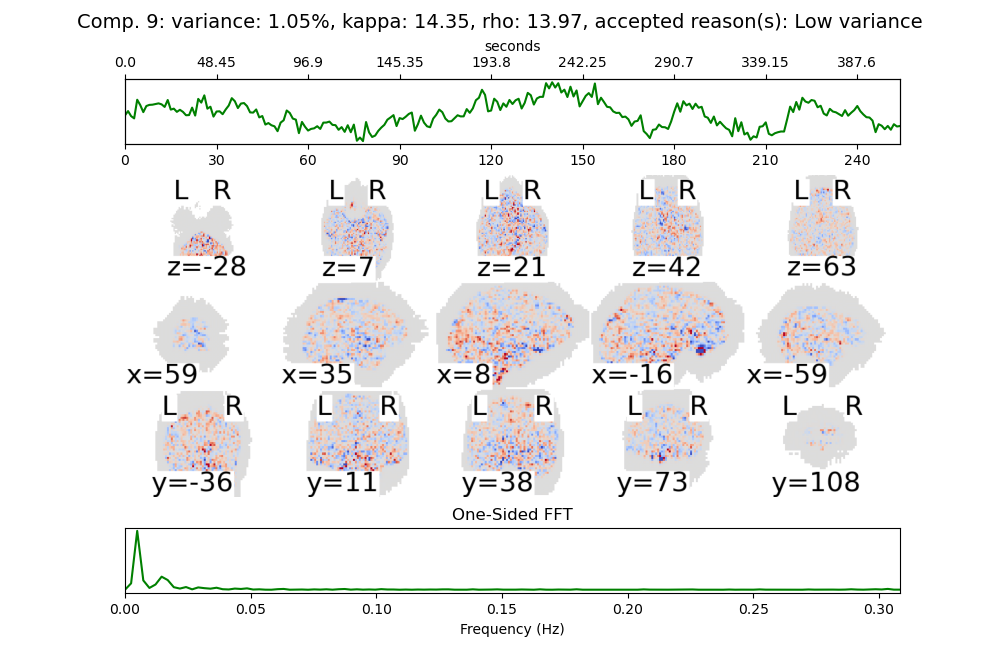 Comp. 9: variance: 1.05%, kappa: 14.35, rho: 13.97, accepted reason(s): Low variance
seconds
0.0 48.45 96.9 145.35 193.8 242.25 290.7 339.15 387.6
0 30 60 90 120 150 180 210 240
L R L R L R L R L R
z=-28 z=7 z=21 z=42 z=63
x=59 x=35 x=8 x=-16 x=-59
L R L R L R L R L R
y=-36 y=11 y=38 y=73 y=108
One-Sided FFT
0.00 0.05 0.10 0.15 0.20 0.25 0.30
Frequency (Hz)